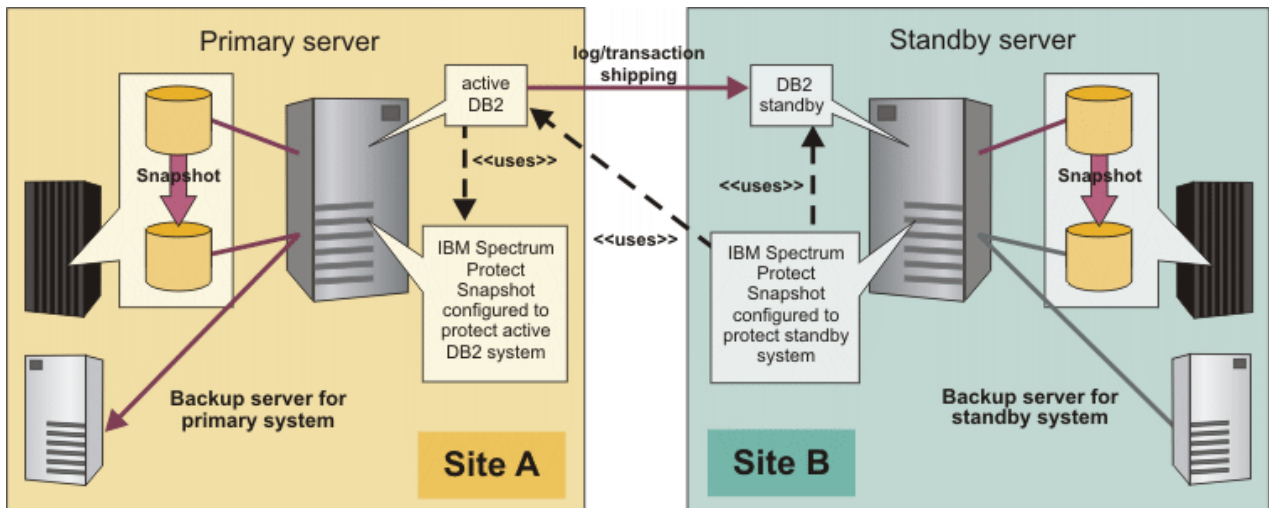 Primary server
Snapshot
active
DB2
<<uses>>
IBM Spectrum
Protect
Snapshot
configured to
protect active
DB2 system
Backup server for
primary system
Site A
log/transaction
shipping
<<uses>>
Standby server
DB2
standby
<<uses>>
IBM Spectrum
Protect
Snapshot
configured to
protect standby
system
Snapshot
Backup server for
standby system
Site B